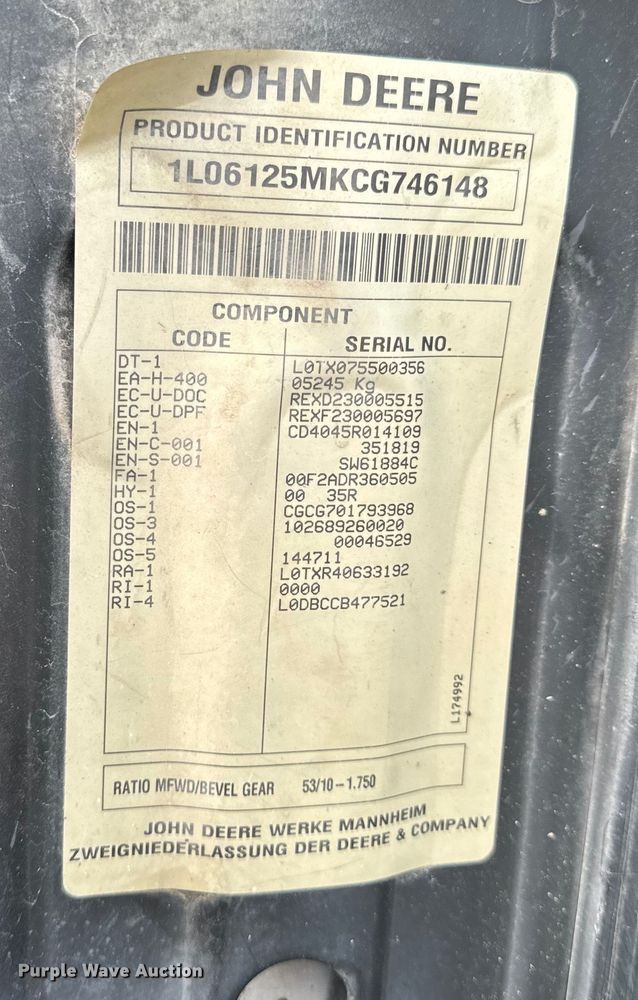 JOHN DEERE
PRODUCT IDENTIFICATION NUMBER
1L06125MKCG746148
COMPONENT
CODE SERIAL NO.
DT-1 L0TX075500356
EA-H-400 05245 Kg
EC-U-DOC REXD230005515
EC-U-DPF REXF230005697
EN-1 CD4045R014109
EN-C-001 351819
EN-S-001 SW61884C
FA-1 00F2ADR360505
HY-1 00 35R
OS-1 CGCG701793968
OS-3 102689260020
OS-4 00046529
OS-5 144711
RA-1 L0TXR40633192
RI-1 0000
RI-4 L0DBCCB477521
L174992
RATIO MFWD/BEVEL GEAR 53/10-1.750
JOHN DEERE WERKE MANNHEIM
ZWEIGNIEDERLASSUNG DER DEERE & COMPANY
Purple Wave Auction